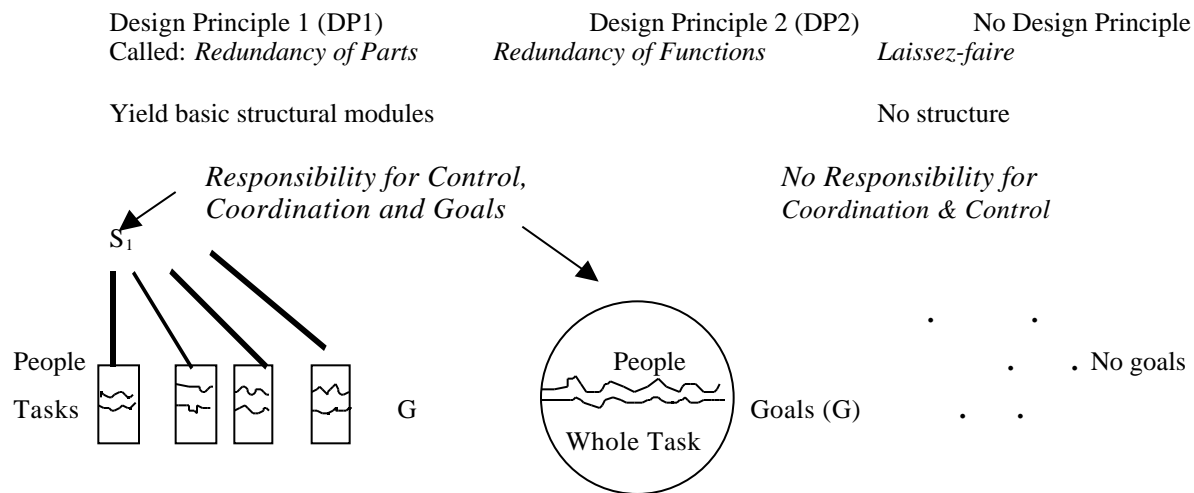 Design Principle 1 (DP1) Design Principle 2 (DP2) No Design Principle
Called: Redundancy of Parts Redundancy of Functions Laissez-faire
Yield basic structural modules No structure
Responsibility for Control, No Responsibility for
Coordination and Goals Coordination & Control
S1
People People No goals
Tasks G Goals (G)
Whole Task